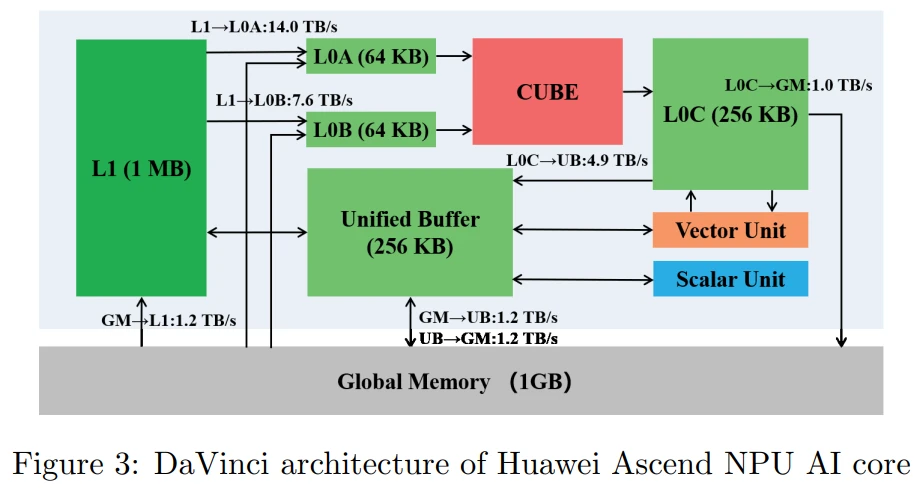 L1→L0A:14.0 TB/s
L0A (64 KB)
L1→L0B:7.6 TB/s
L0B (64 KB)
CUBE
L0C→GM:1.0 TB/s
L0C (256 KB)
L1 (1 MB)
L0C→UB:4.9 TB/s
Unified Buffer
(256 KB)
Vector Unit
Scalar Unit
GM→L1:1.2 TB/s
GM→UB:1.2 TB/s
UB→GM:1.2 TB/s
Global Memory （1GB）
Figure 3: DaVinci architecture of Huawei Ascend NPU AI core